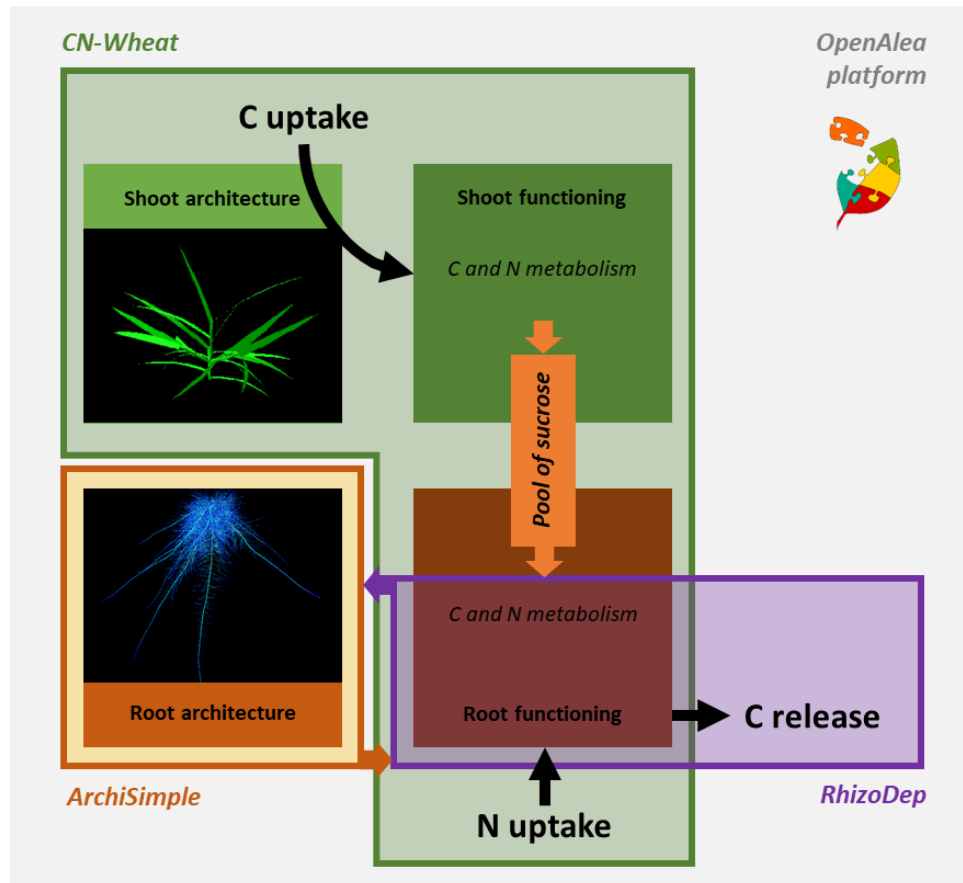 CN-Wheat
OpenAlea
platform
C uptake
Shoot architecture
Shoot functioning
C and N metabolism
Pool of sucrose
C and N metabolism
Root architecture
Root functioning
C release
ArchiSimple
RhizoDep
N uptake